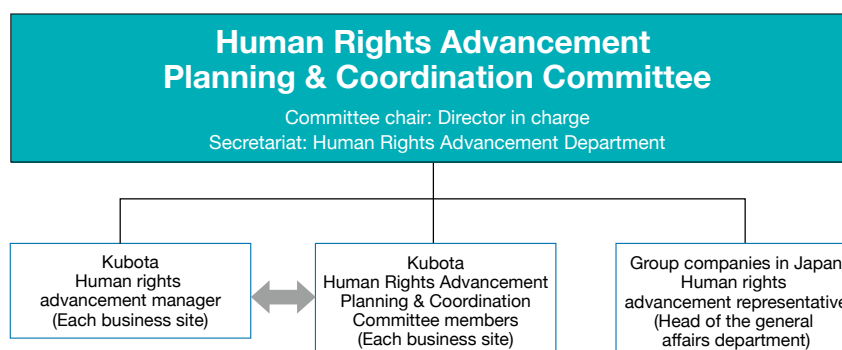 Human Rights Advancement
Planning & Coordination Committee
Committee chair: Director in charge
Secretariat: Human Rights Advancement Department
Kubota
Human rights
advancement manager
(Each business site)
Kubota
Human Rights Advancement
Planning & Coordination
Committee members
(Each business site)
Group companies in Japan
Human rights
advancement representative
(Head of the general
affairs department)